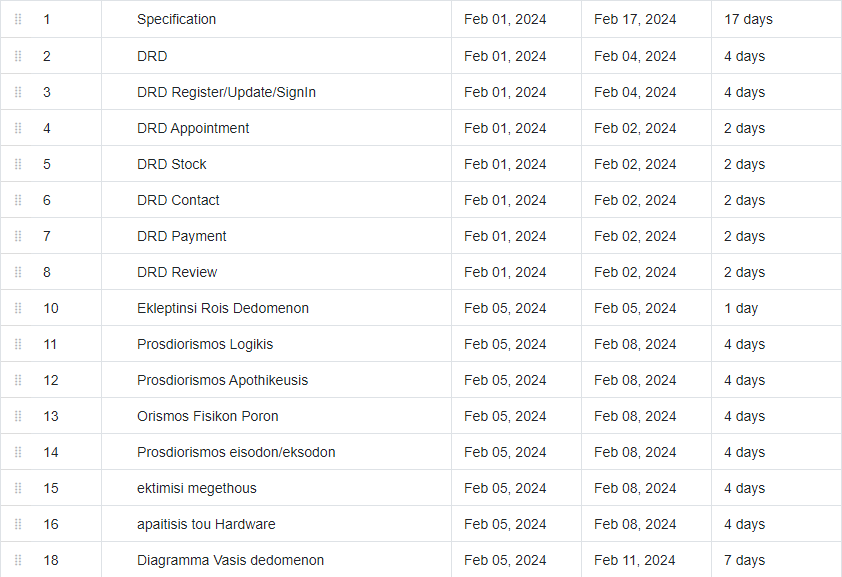 1 Specification Feb 01, 2024 Feb 17, 2024 17 days
2 DRD Feb 01, 2024 Feb 04, 2024 4 days
3 DRD Register/Update/SignIn Feb 01, 2024 Feb 04, 2024 4 days
4 DRD Appointment Feb 01, 2024 Feb 02, 2024 2 days
5 DRD Stock Feb 01, 2024 Feb 02, 2024 2 days
6 DRD Contact Feb 01, 2024 Feb 02, 2024 2 days
7 DRD Payment Feb 01, 2024 Feb 02, 2024 2 days
8 DRD Review Feb 01, 2024 Feb 02, 2024 2 days
10 Ekleptinsi Rois Dedomenon Feb 05, 2024 Feb 05, 2024 1 day
11 Prosdiorismos Logikis Feb 05, 2024 Feb 08, 2024 4 days
12 Prosdiorismos Apothikeusis Feb 05, 2024 Feb 08, 2024 4 days
13 Orismos Fisikon Poron Feb 05, 2024 Feb 08, 2024 4 days
14 Prosdiorismos eisodon/eksodon Feb 05, 2024 Feb 08, 2024 4 days
15 ektimisi megethous Feb 05, 2024 Feb 08, 2024 4 days
16 apaitisis tou Hardware Feb 05, 2024 Feb 08, 2024 4 days
18 Diagramma Vasis dedomenon Feb 05, 2024 Feb 11, 2024 7 days